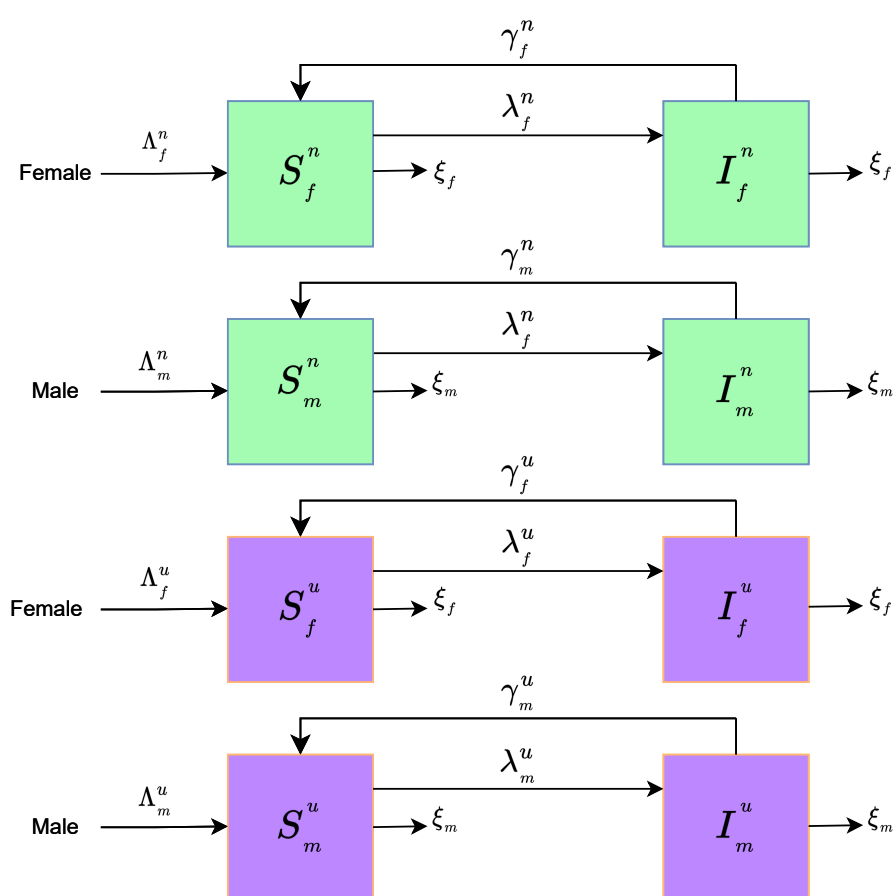 γ_f^n
λ_f^n
Female Λ_f^n S_f^n ξ_f I_f^n ξ_f
γ_m^n
λ_f^n
Male Λ_m^n S_m^n ξ_m I_m^n ξ_m
γ_f^u
λ_f^u
Female Λ_f^u S_f^u ξ_f I_f^u ξ_f
γ_m^u
λ_m^u
Male Λ_m^u S_m^u ξ_m I_m^u ξ_m